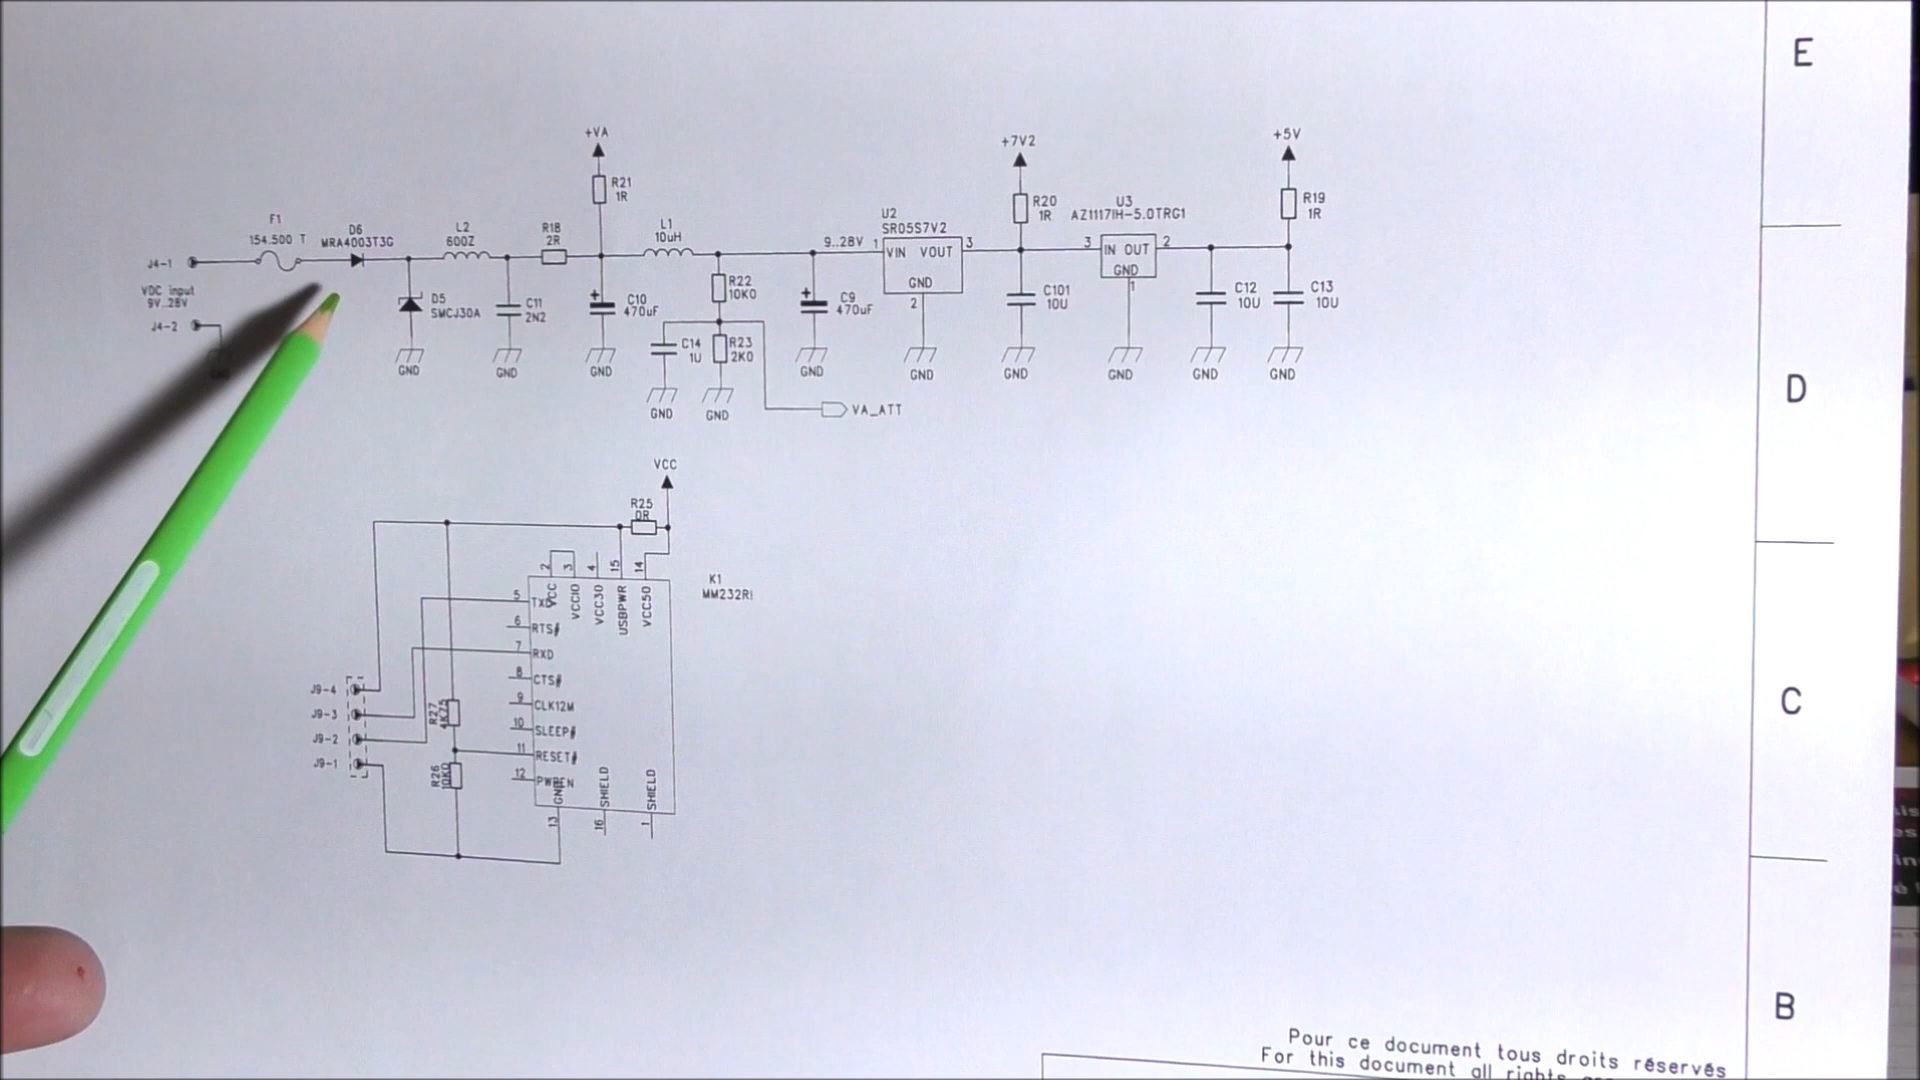 E
+VA
+7V2
+5V
R21
1R
R20
1R
U3
AZ1117IH-5.0TRG1
R19
1R
F1
154.500 T
D6
MRA4003T3G
L2
600Z
R18
2R
L1
10uH
9..28V
U2
SR05S7V2
1
VIN VOUT
3
GND
2
3
IN OUT
2
GND
1
J4-1
VDC input
9V..28V
J4-2
D5
SMCJ30A
C11
2N2
+
C10
470uF
R22
10K0
+
C9
470uF
C101
10U
C12
10U
C13
10U
C14
1U
R23
2K0
GND
GND
GND
GND
GND
GND
GND
GND
GND
GND
VA_ATT
D
VCC
R25
0R
K1
MM232R
2
3
4
15
14
VCC
VCCIO
VCC3O
USBPWR
VCC5O
5
TXD
6
RTS#
7
RXD
8
CTS#
9
CLK12M
10
SLEEP#
11
RESET#
12
PWREN
GND
SHIELD
SHIELD
13
16
1
J9-4
J9-3
J9-2
J9-1
R27
4K75
R26
10K0
C
B
Pour ce document tous droits réservés
For this document all rights